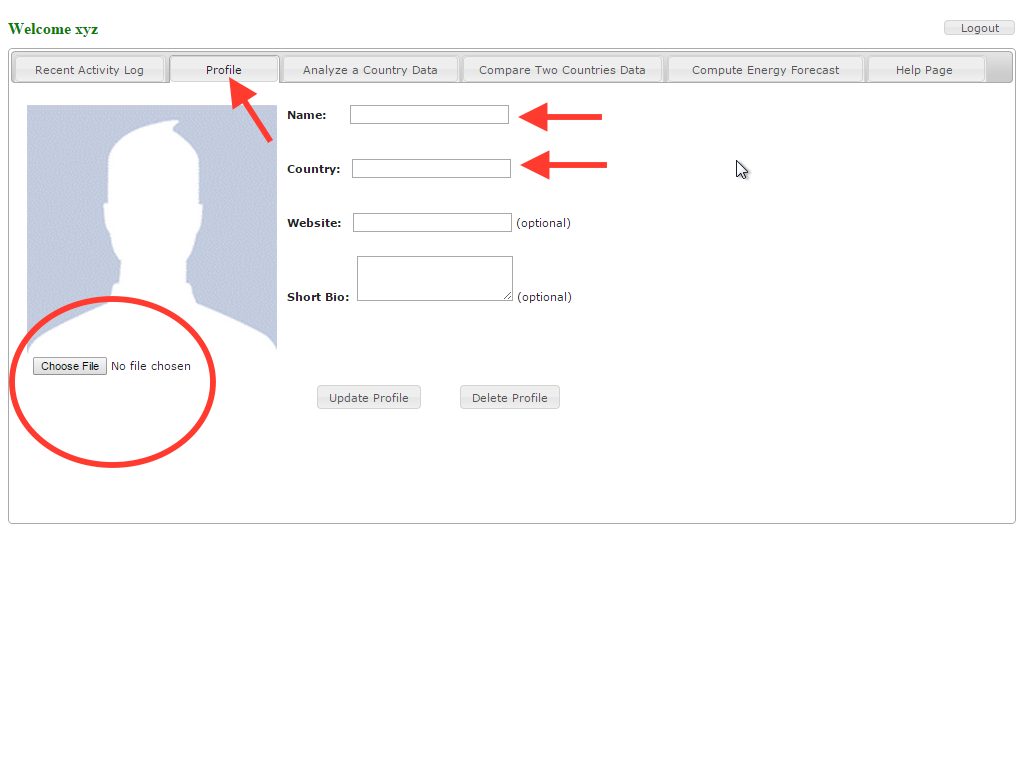 Welcome xyz
Logout
Recent Activity Log
Profile
Analyze a Country Data
Compare Two Countries Data
Compute Energy Forecast
Help Page
Name:
Country:
Website: (optional)
Short Bio: (optional)
Choose File No file chosen
Update Profile
Delete Profile